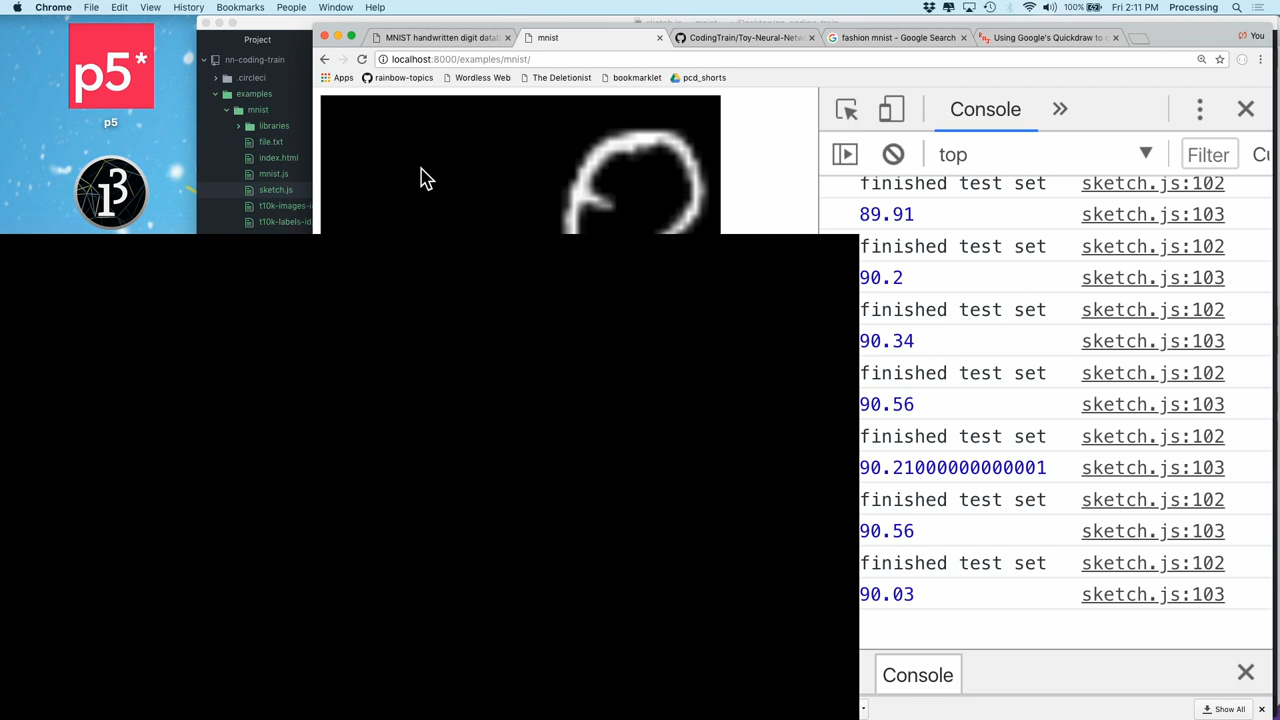 Chrome File Edit View History Bookmarks People Window Help 100% Fri 2:11 PM Processing
p5*
p5
Project
nn-coding-train
.circleci
examples
mnist
libraries
file.txt
index.html
mnist.js
sketch.js
t10k-images-i
t10k-labels-id
MNIST handwritten digit datab
mnist
CodingTrain/Toy-Neural-Netw
fashion mnist - Google Search
Using Google's Quickdraw to c
You
localhost:8000/examples/mnist/
Apps rainbow-topics Wordless Web The Deletionist bookmarklet pcd_shorts
Console
top Filter
finished test set sketch.js:102
89.91 sketch.js:103
finished test set sketch.js:102
90.2 sketch.js:103
finished test set sketch.js:102
90.34 sketch.js:103
finished test set sketch.js:102
90.56 sketch.js:103
finished test set sketch.js:102
90.21000000000001 sketch.js:103
finished test set sketch.js:102
90.56 sketch.js:103
finished test set sketch.js:102
90.03 sketch.js:103
Console
Show All